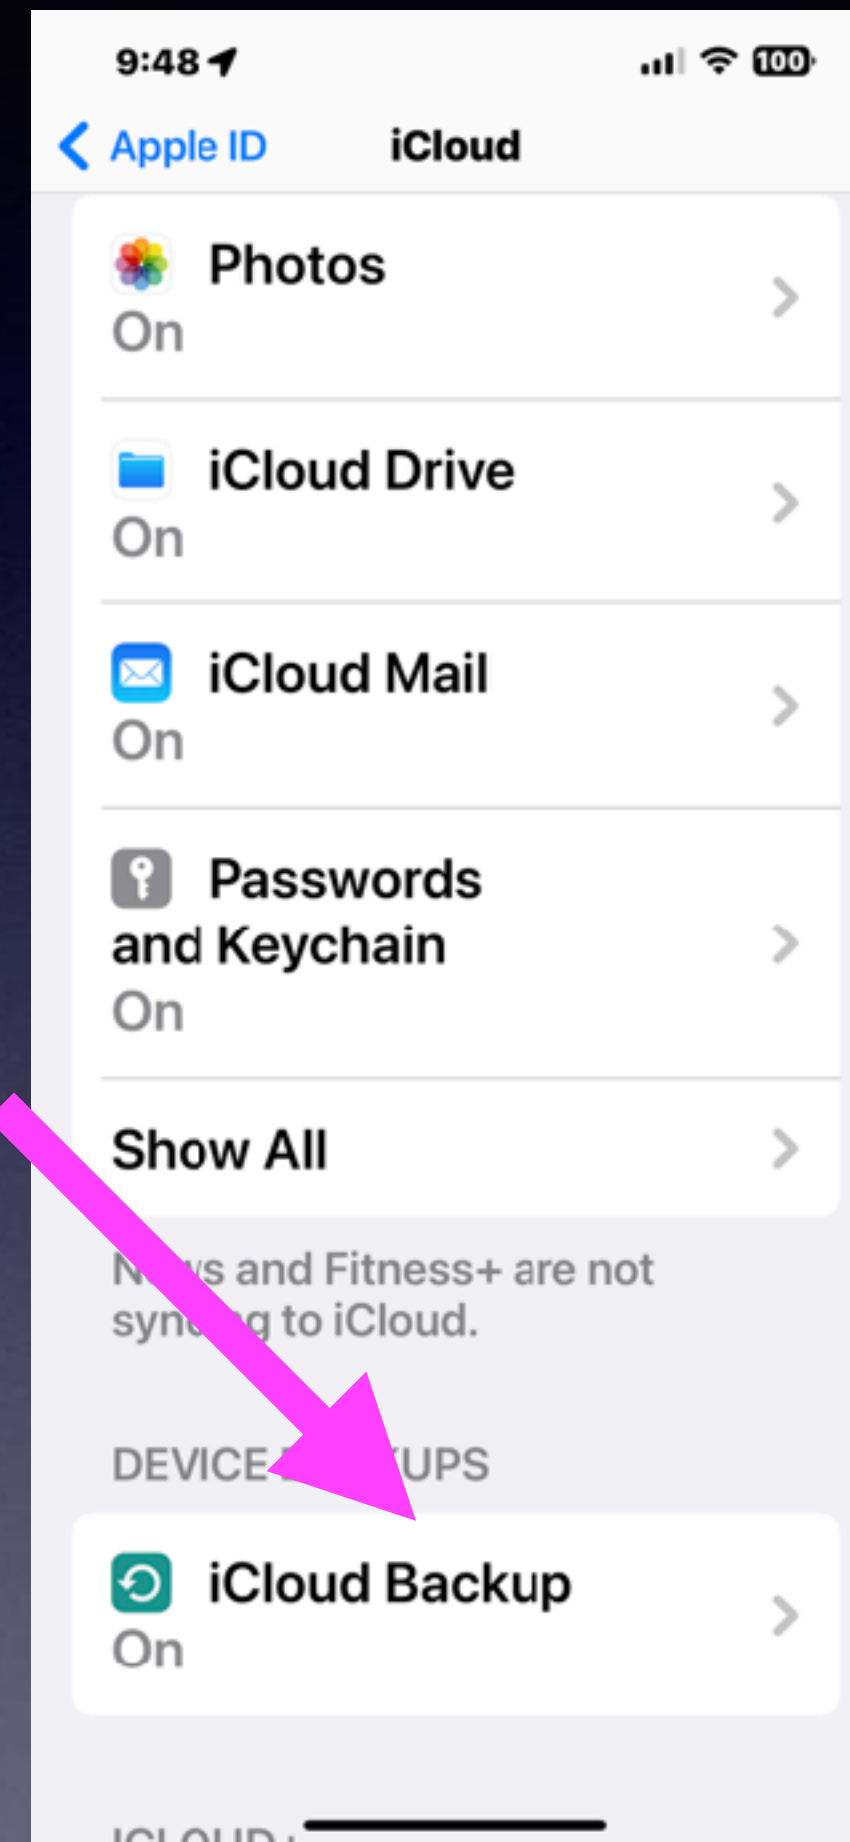 9:48
100
Apple ID
iCloud
Photos
On
iCloud Drive
On
iCloud Mail
On
Passwords
and Keychain
On
Show All
and Fitness+ are not
to iCloud.
DEVICE
iCloud Backup
On